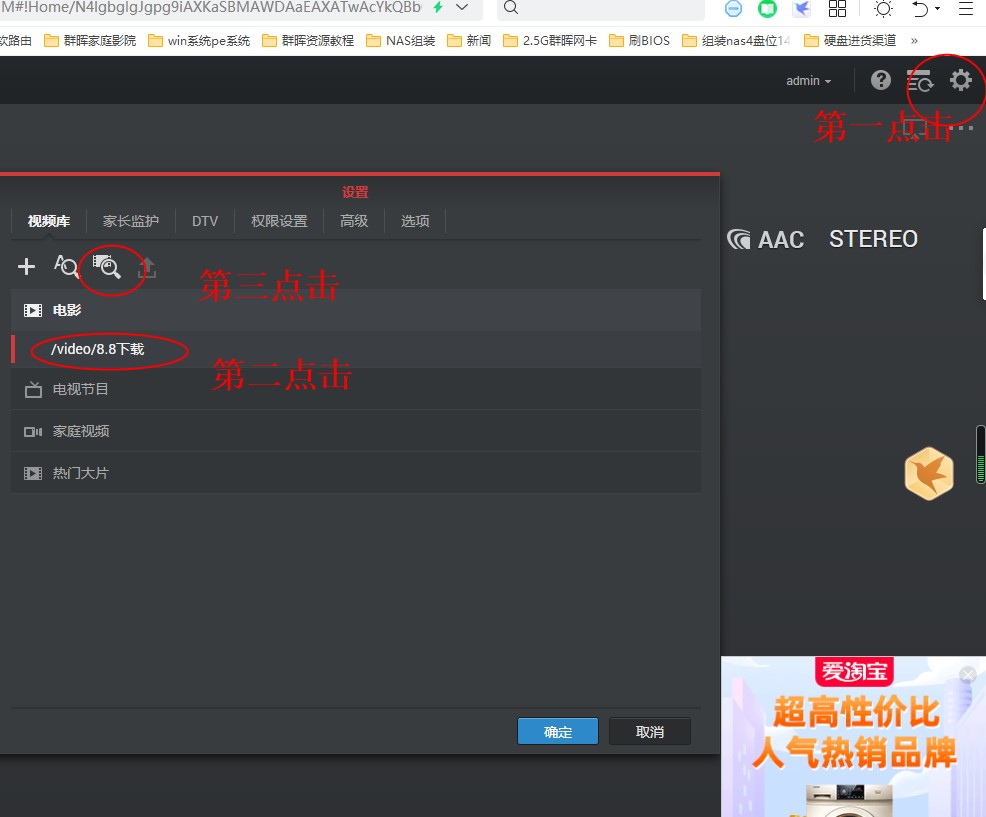 M#!Home/N4IgbgIgJgpg9iAXKaSBMAWDAaEAXATwAcYkQBb
软路由 群晖家庭影院 win系统pe系统 群晖资源教程 NAS组装 新闻 2.5G群晖网卡 刷BIOS 组装nas4盘位14 硬盘进货渠道 »
admin
第一点击
设置
视频库 家长监护 DTV 权限设置 高级 选项
AAC STEREO
第三点击
电影
/video/8.8下载
第二点击
电视节目
家庭视频
热门大片
确定 取消
爱淘宝
超高性价比
人气热销品牌